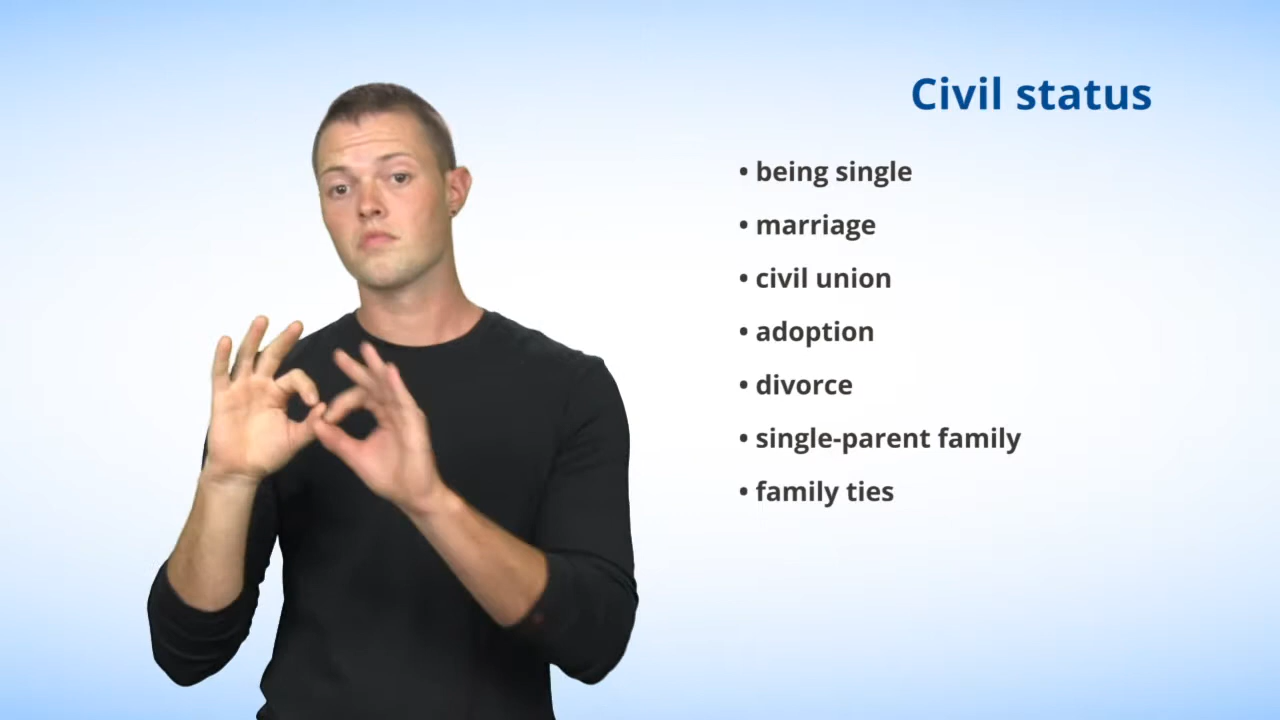 Civil status
• being single
• marriage
• civil union
• adoption
• divorce
• single-parent family
• family ties